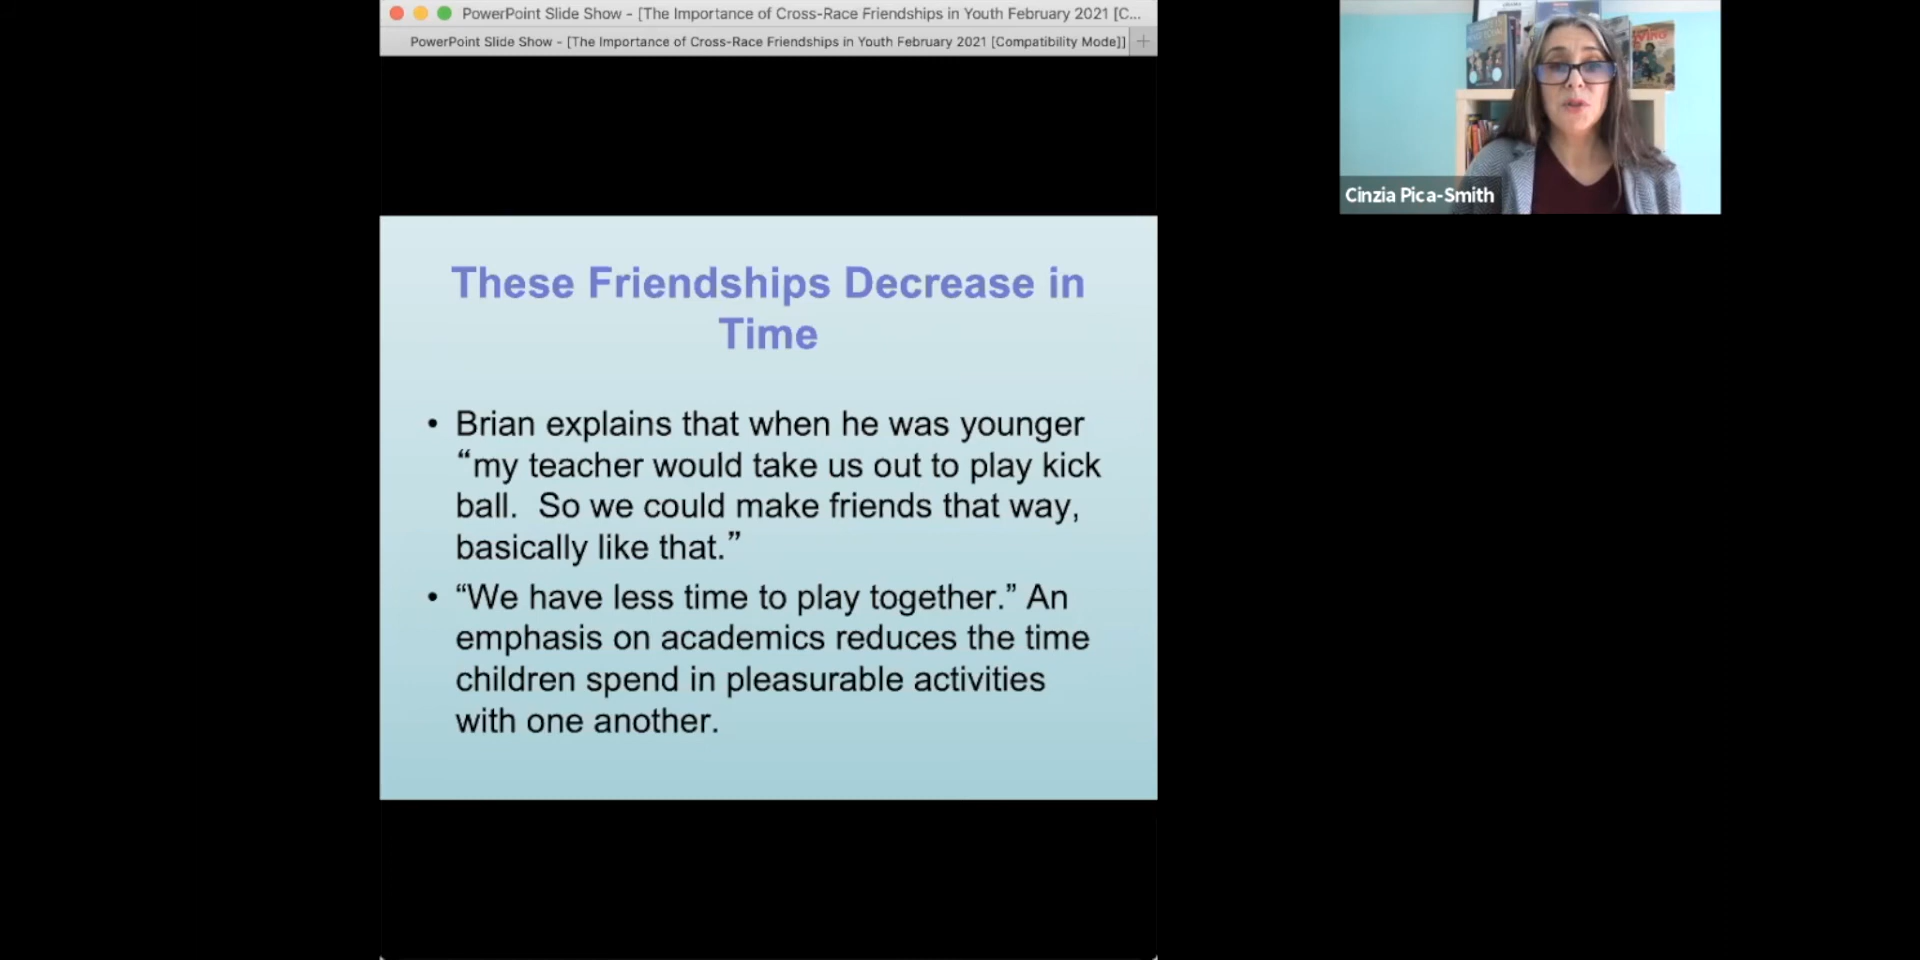 PowerPoint Slide Show - [The Importance of Cross-Race Friendships in Youth February 2021 [C...
PowerPoint Slide Show - [The Importance of Cross-Race Friendships in Youth February 2021 [Compatibility Mode]]
Cinzia Pica-Smith
These Friendships Decrease in
Time
• Brian explains that when he was younger
“my teacher would take us out to play kick
ball.  So we could make friends that way,
basically like that.”
• “We have less time to play together.” An
emphasis on academics reduces the time
children spend in pleasurable activities
with one another.